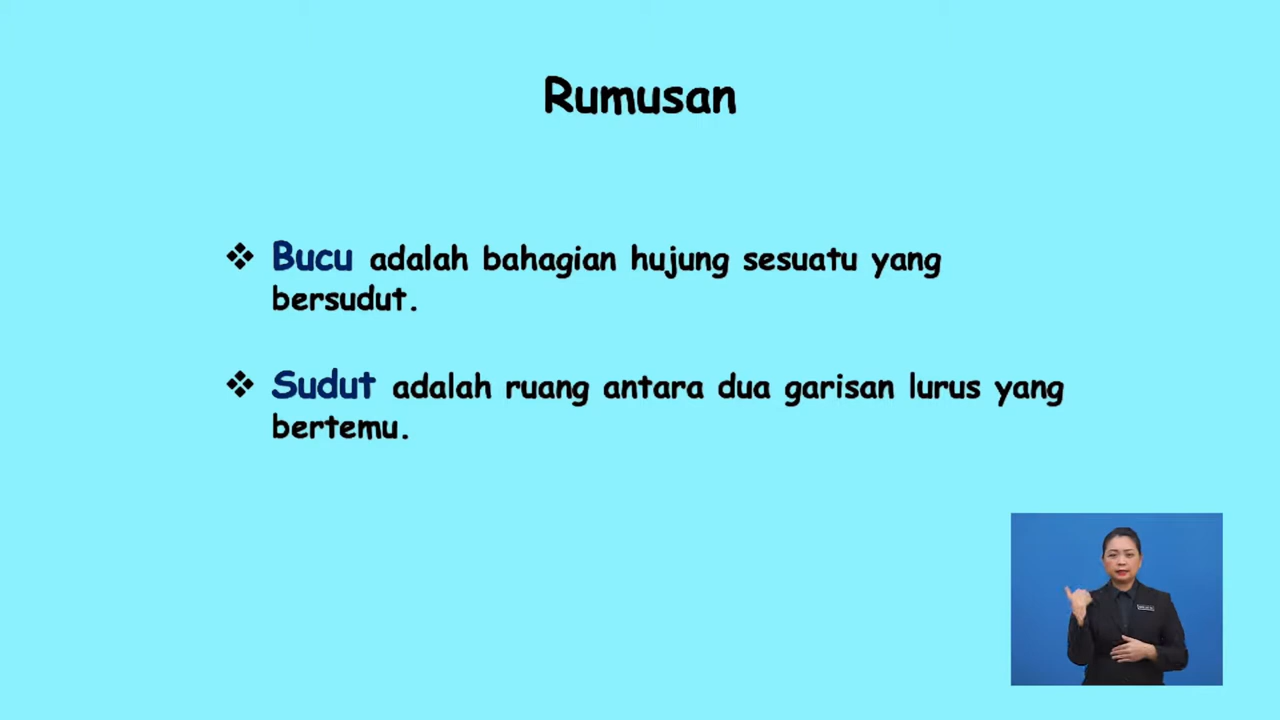 Rumusan
❖ Bucu adalah bahagian hujung sesuatu yang
bersudut.
❖ Sudut adalah ruang antara dua garisan lurus yang
bertemu.